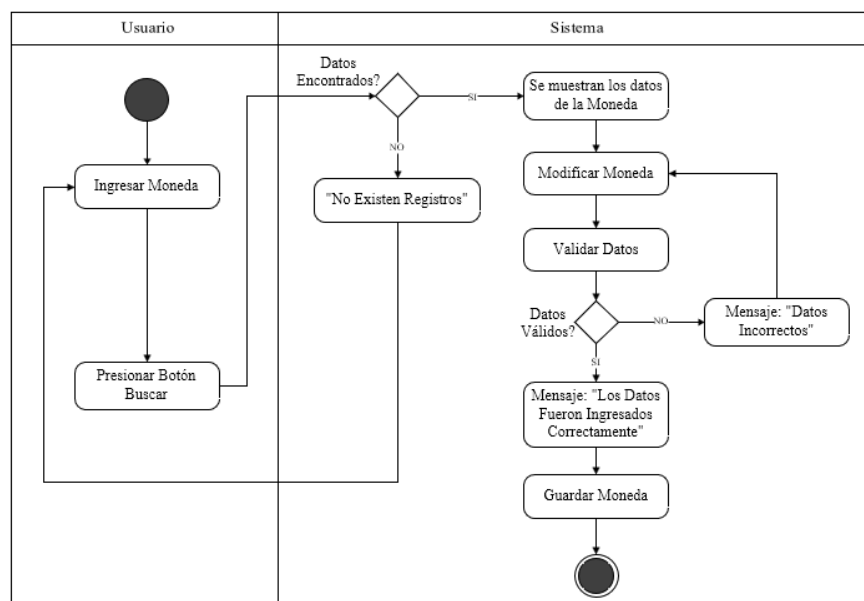 Usuario
Sistema
Datos
Encontrados?
SI
Se muestran los datos
de la Moneda
NO
Ingresar Moneda
"No Existen Registros"
Modificar Moneda
Validar Datos
Datos
Válidos?
NO
Mensaje: "Datos
Incorrectos"
SI
Presionar Botón
Buscar
Mensaje: "Los Datos
Fueron Ingresados
Correctamente"
Guardar Moneda